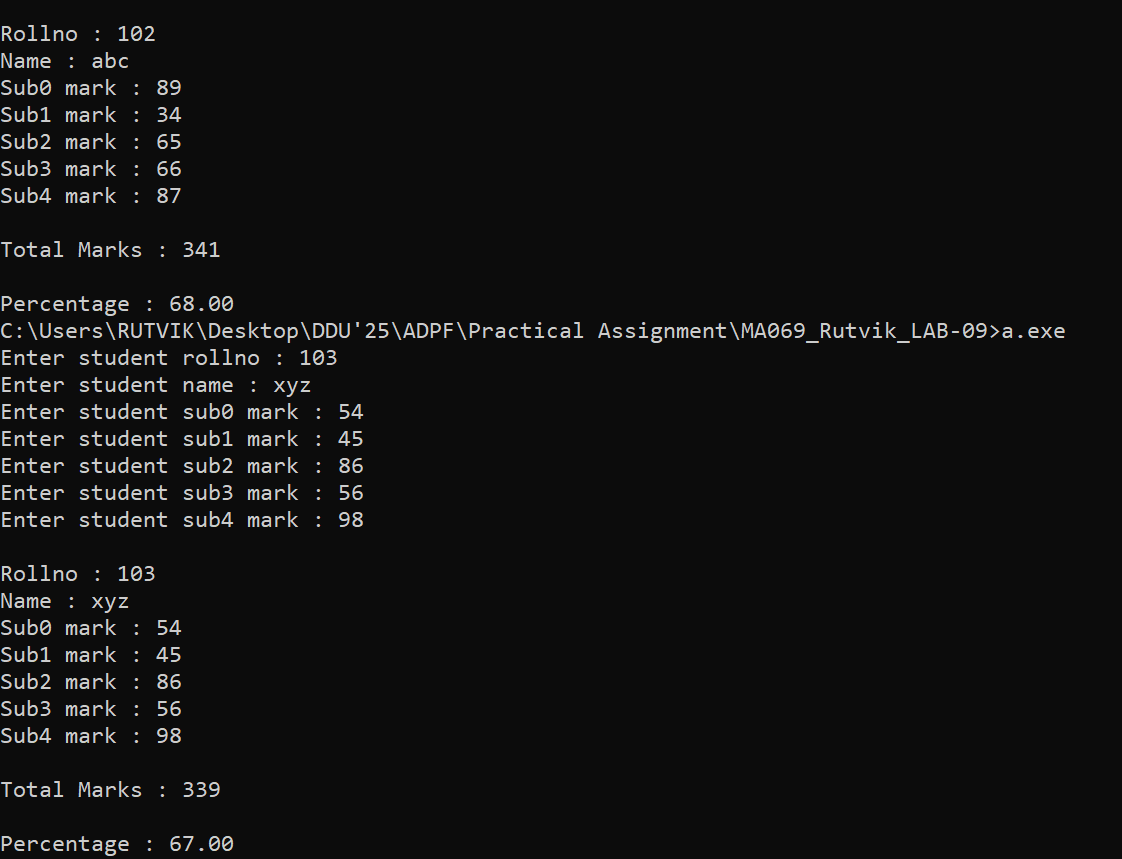 Rollno : 102
Name : abc
Sub0 mark : 89
Sub1 mark : 34
Sub2 mark : 65
Sub3 mark : 66
Sub4 mark : 87
Total Marks : 341
Percentage : 68.00
C:\Users\RUTVIK\Desktop\DDU'25\ADPF\Practical Assignment\MA069_Rutvik_LAB-09>a.exe
Enter student rollno : 103
Enter student name : xyz
Enter student sub0 mark : 54
Enter student sub1 mark : 45
Enter student sub2 mark : 86
Enter student sub3 mark : 56
Enter student sub4 mark : 98
Rollno : 103
Name : xyz
Sub0 mark : 54
Sub1 mark : 45
Sub2 mark : 86
Sub3 mark : 56
Sub4 mark : 98
Total Marks : 339
Percentage : 67.00